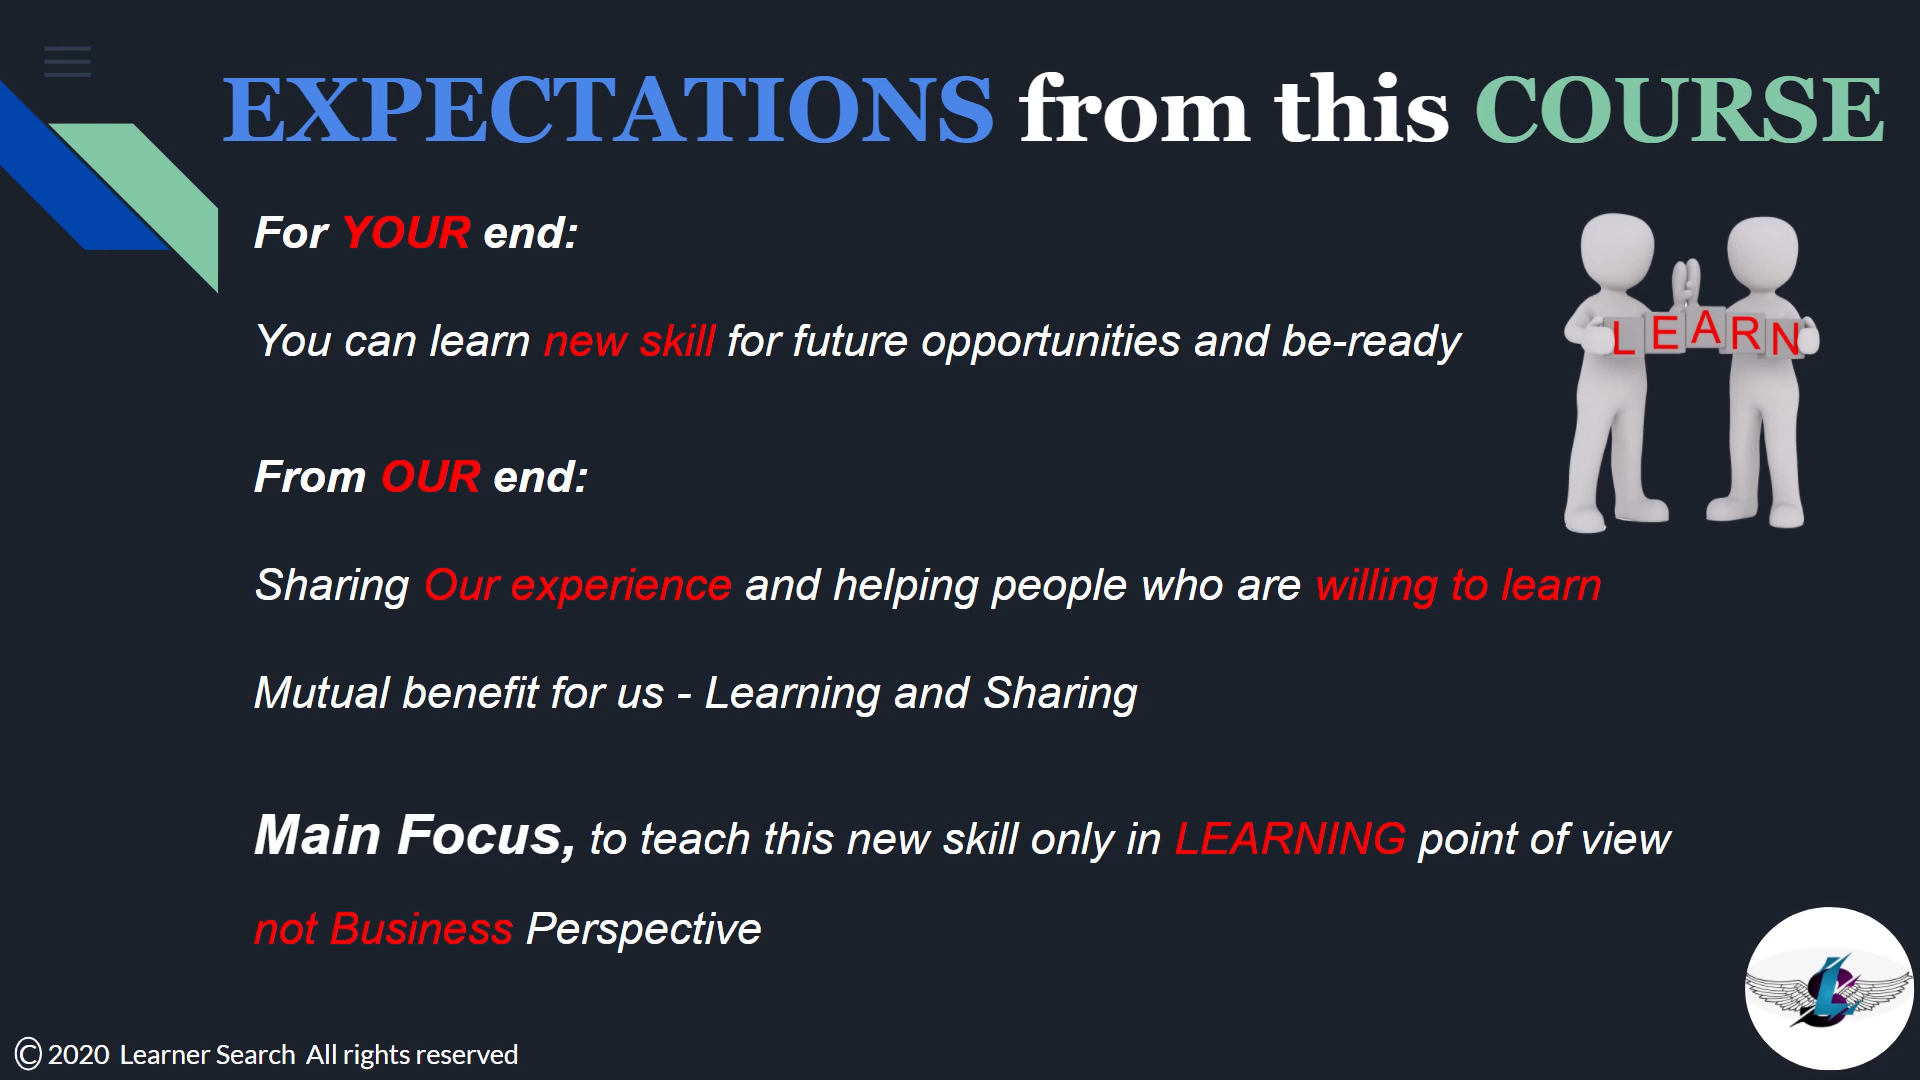 EXPECTATIONS from this COURSE
For YOUR end:
You can learn new skill for future opportunities and be-ready
LEARN
From OUR end:
Sharing Our experience and helping people who are willing to learn
Mutual benefit for us - Learning and Sharing
Main Focus, to teach this new skill only in LEARNING point of view
not Business Perspective
© 2020 Learner Search All rights reserved